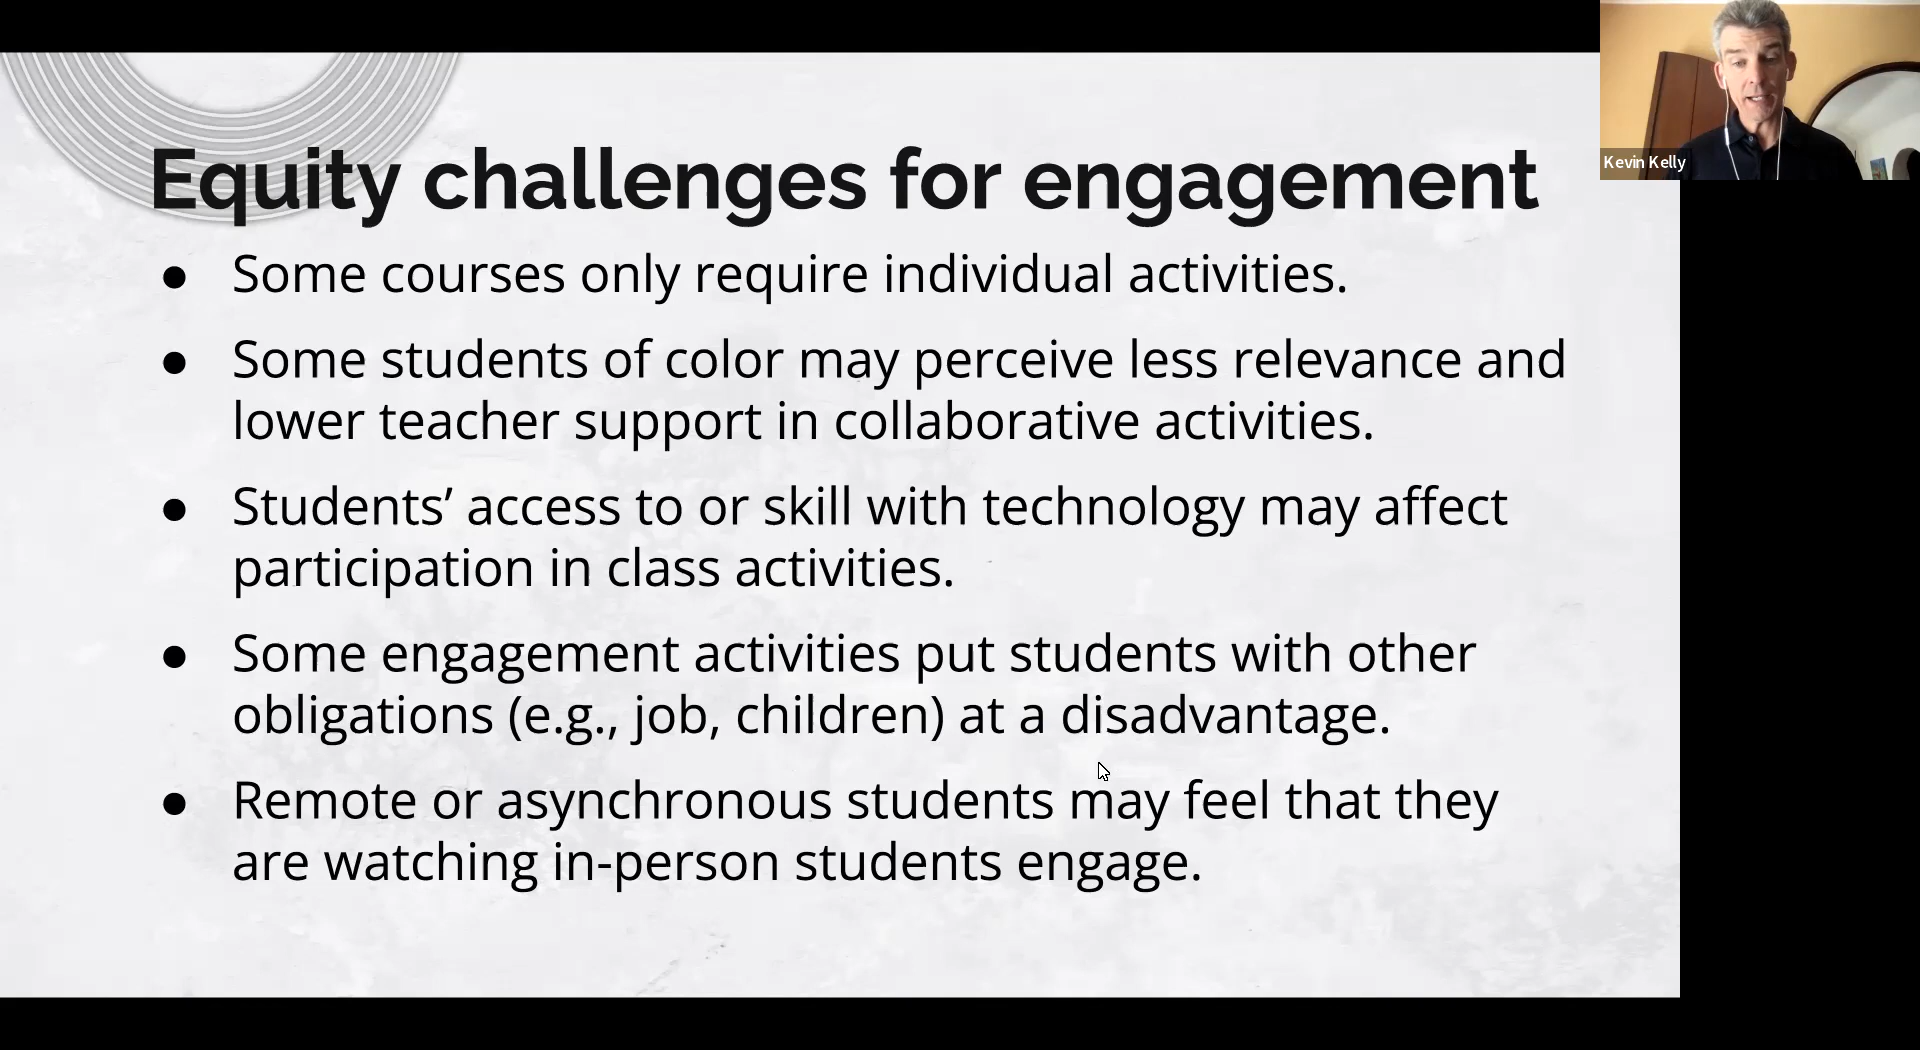 Equity challenges for engagement
● Some courses only require individual activities.
● Some students of color may perceive less relevance and
lower teacher support in collaborative activities.
● Students’ access to or skill with technology may affect
participation in class activities.
● Some engagement activities put students with other
obligations (e.g., job, children) at a disadvantage.
● Remote or asynchronous students may feel that they
are watching in-person students engage.
Kevin Kelly